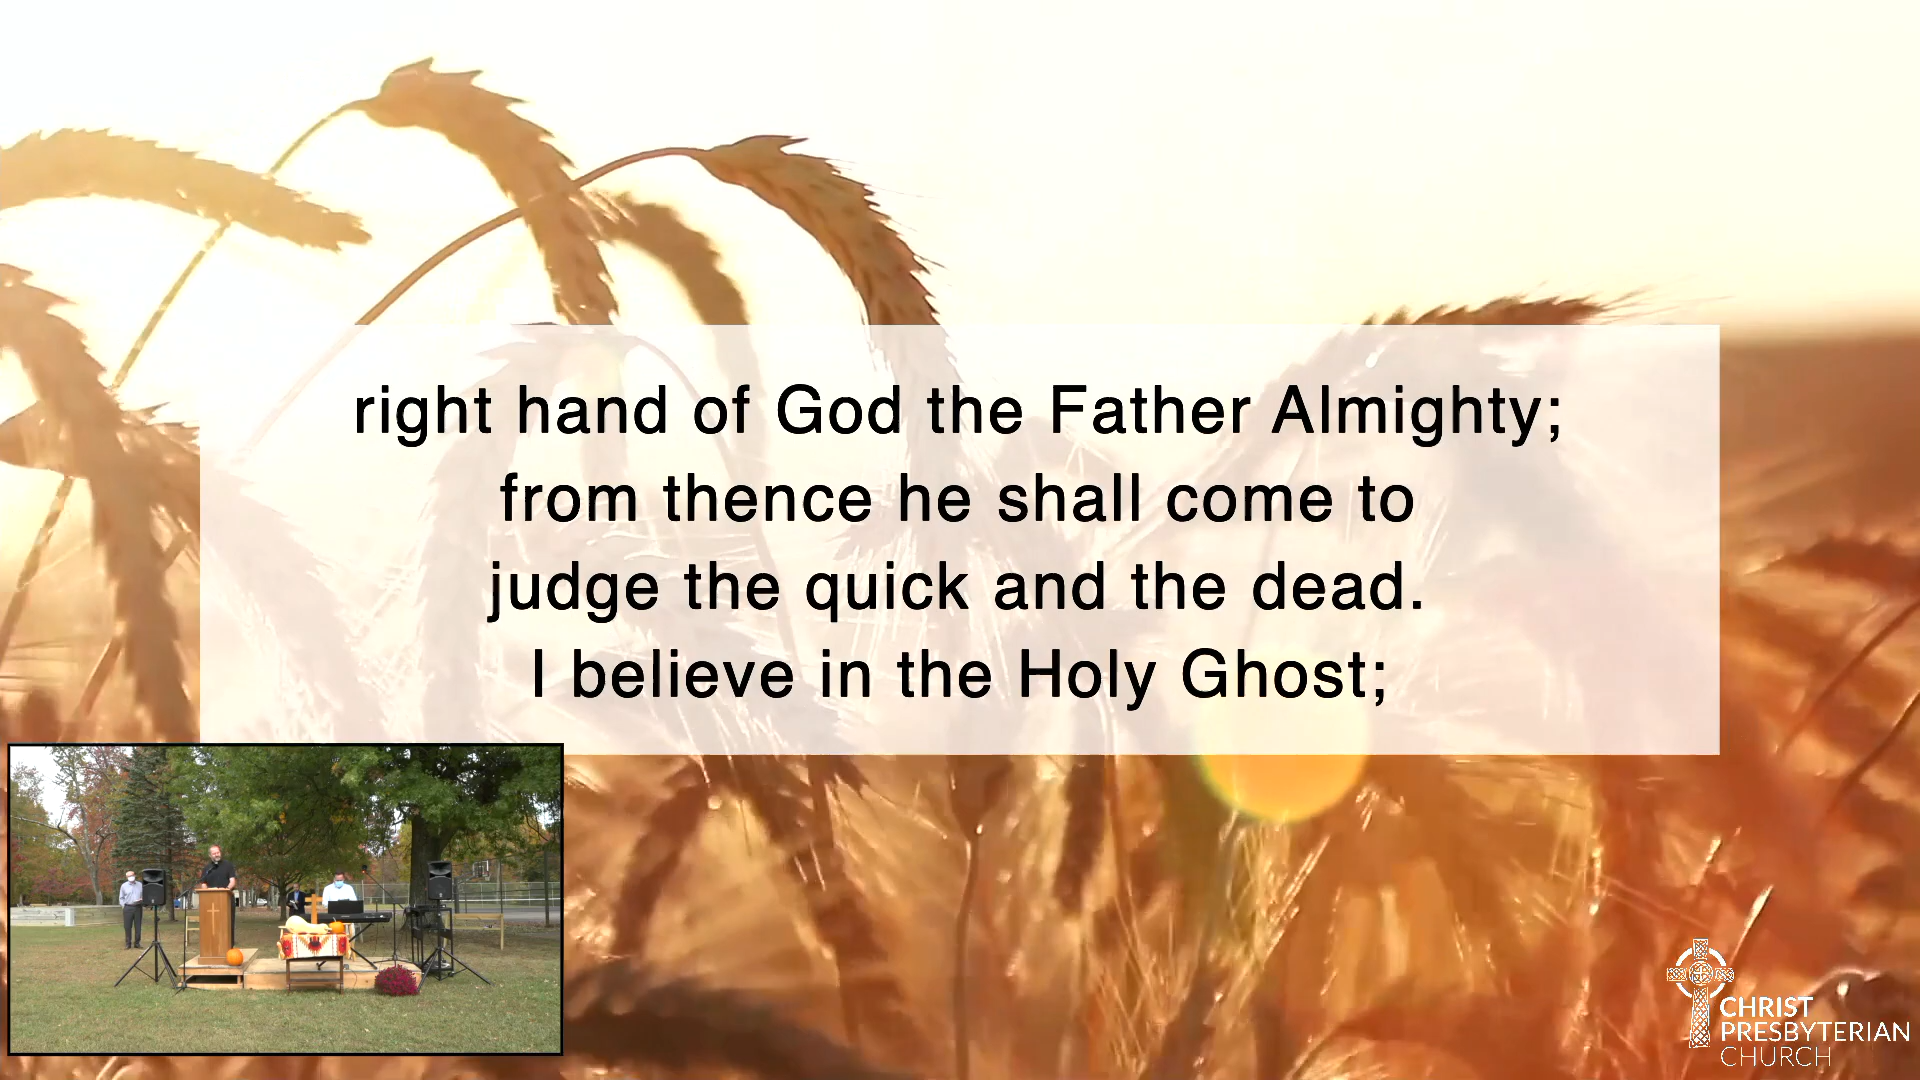 right hand of God the Father Almighty;
from thence he shall come to
judge the quick and the dead.
I believe in the Holy Ghost;
CHRIST
PRESBYTERIAN
CHURCH